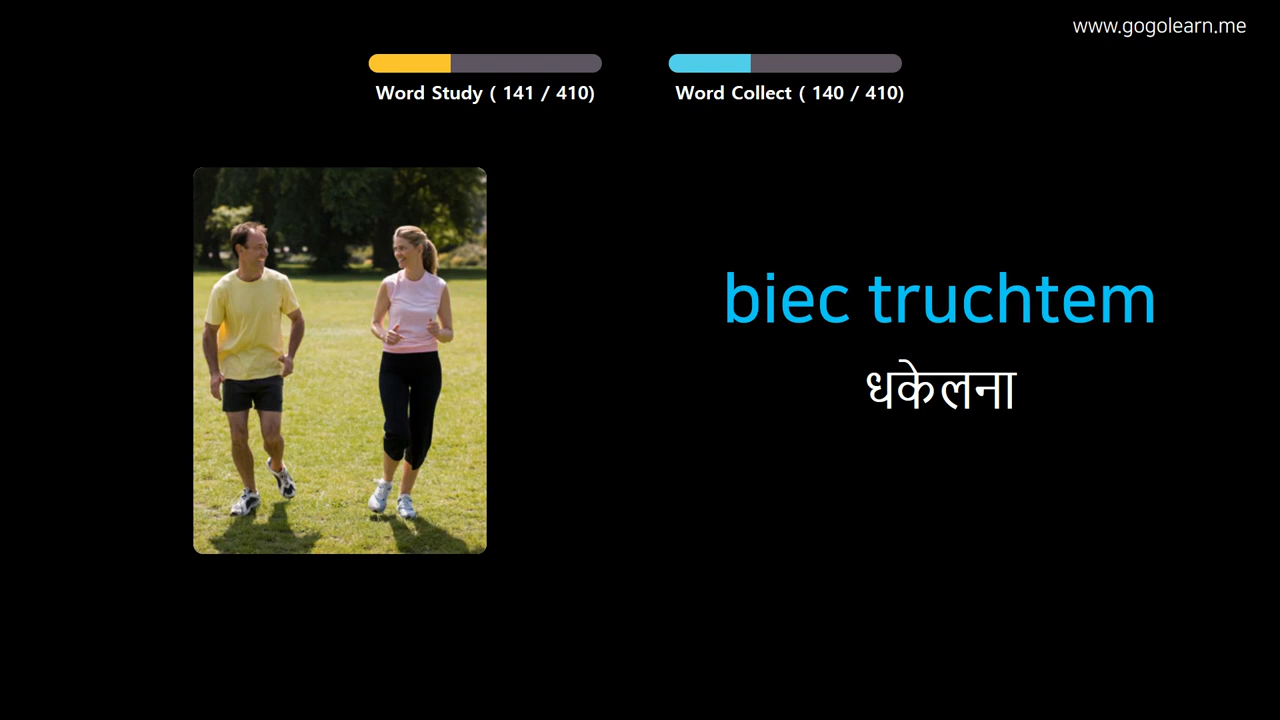 www.gogolearn.me
Word Study ( 141 / 410)
Word Collect ( 140 / 410)
biec truchtem
धकेलना